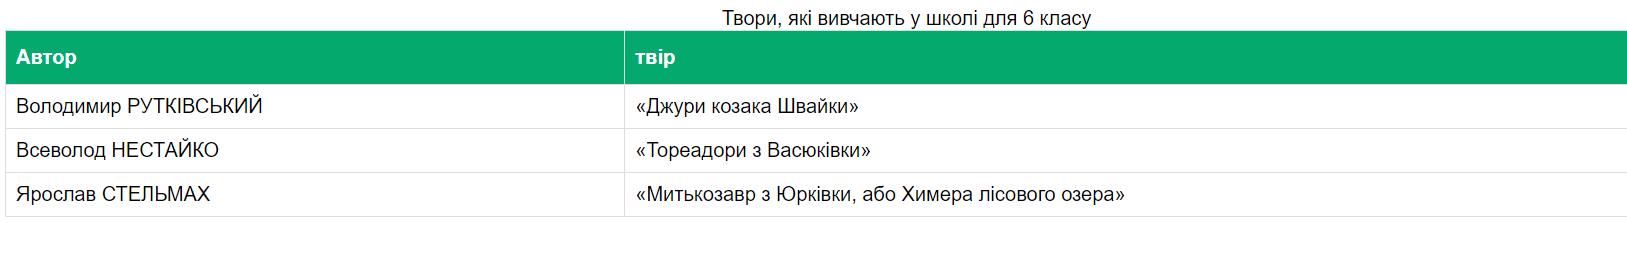 Твори, які вивчають у школі для 6 класу
Автор твір
Володимир РУТКІВСЬКИЙ «Джури козака Швайки»
Всеволод НЕСТАЙКО «Тореадори з Васюківки»
Ярослав СТЕЛЬМАХ «Митькозавр з Юрківки, або Химера лісового озера»